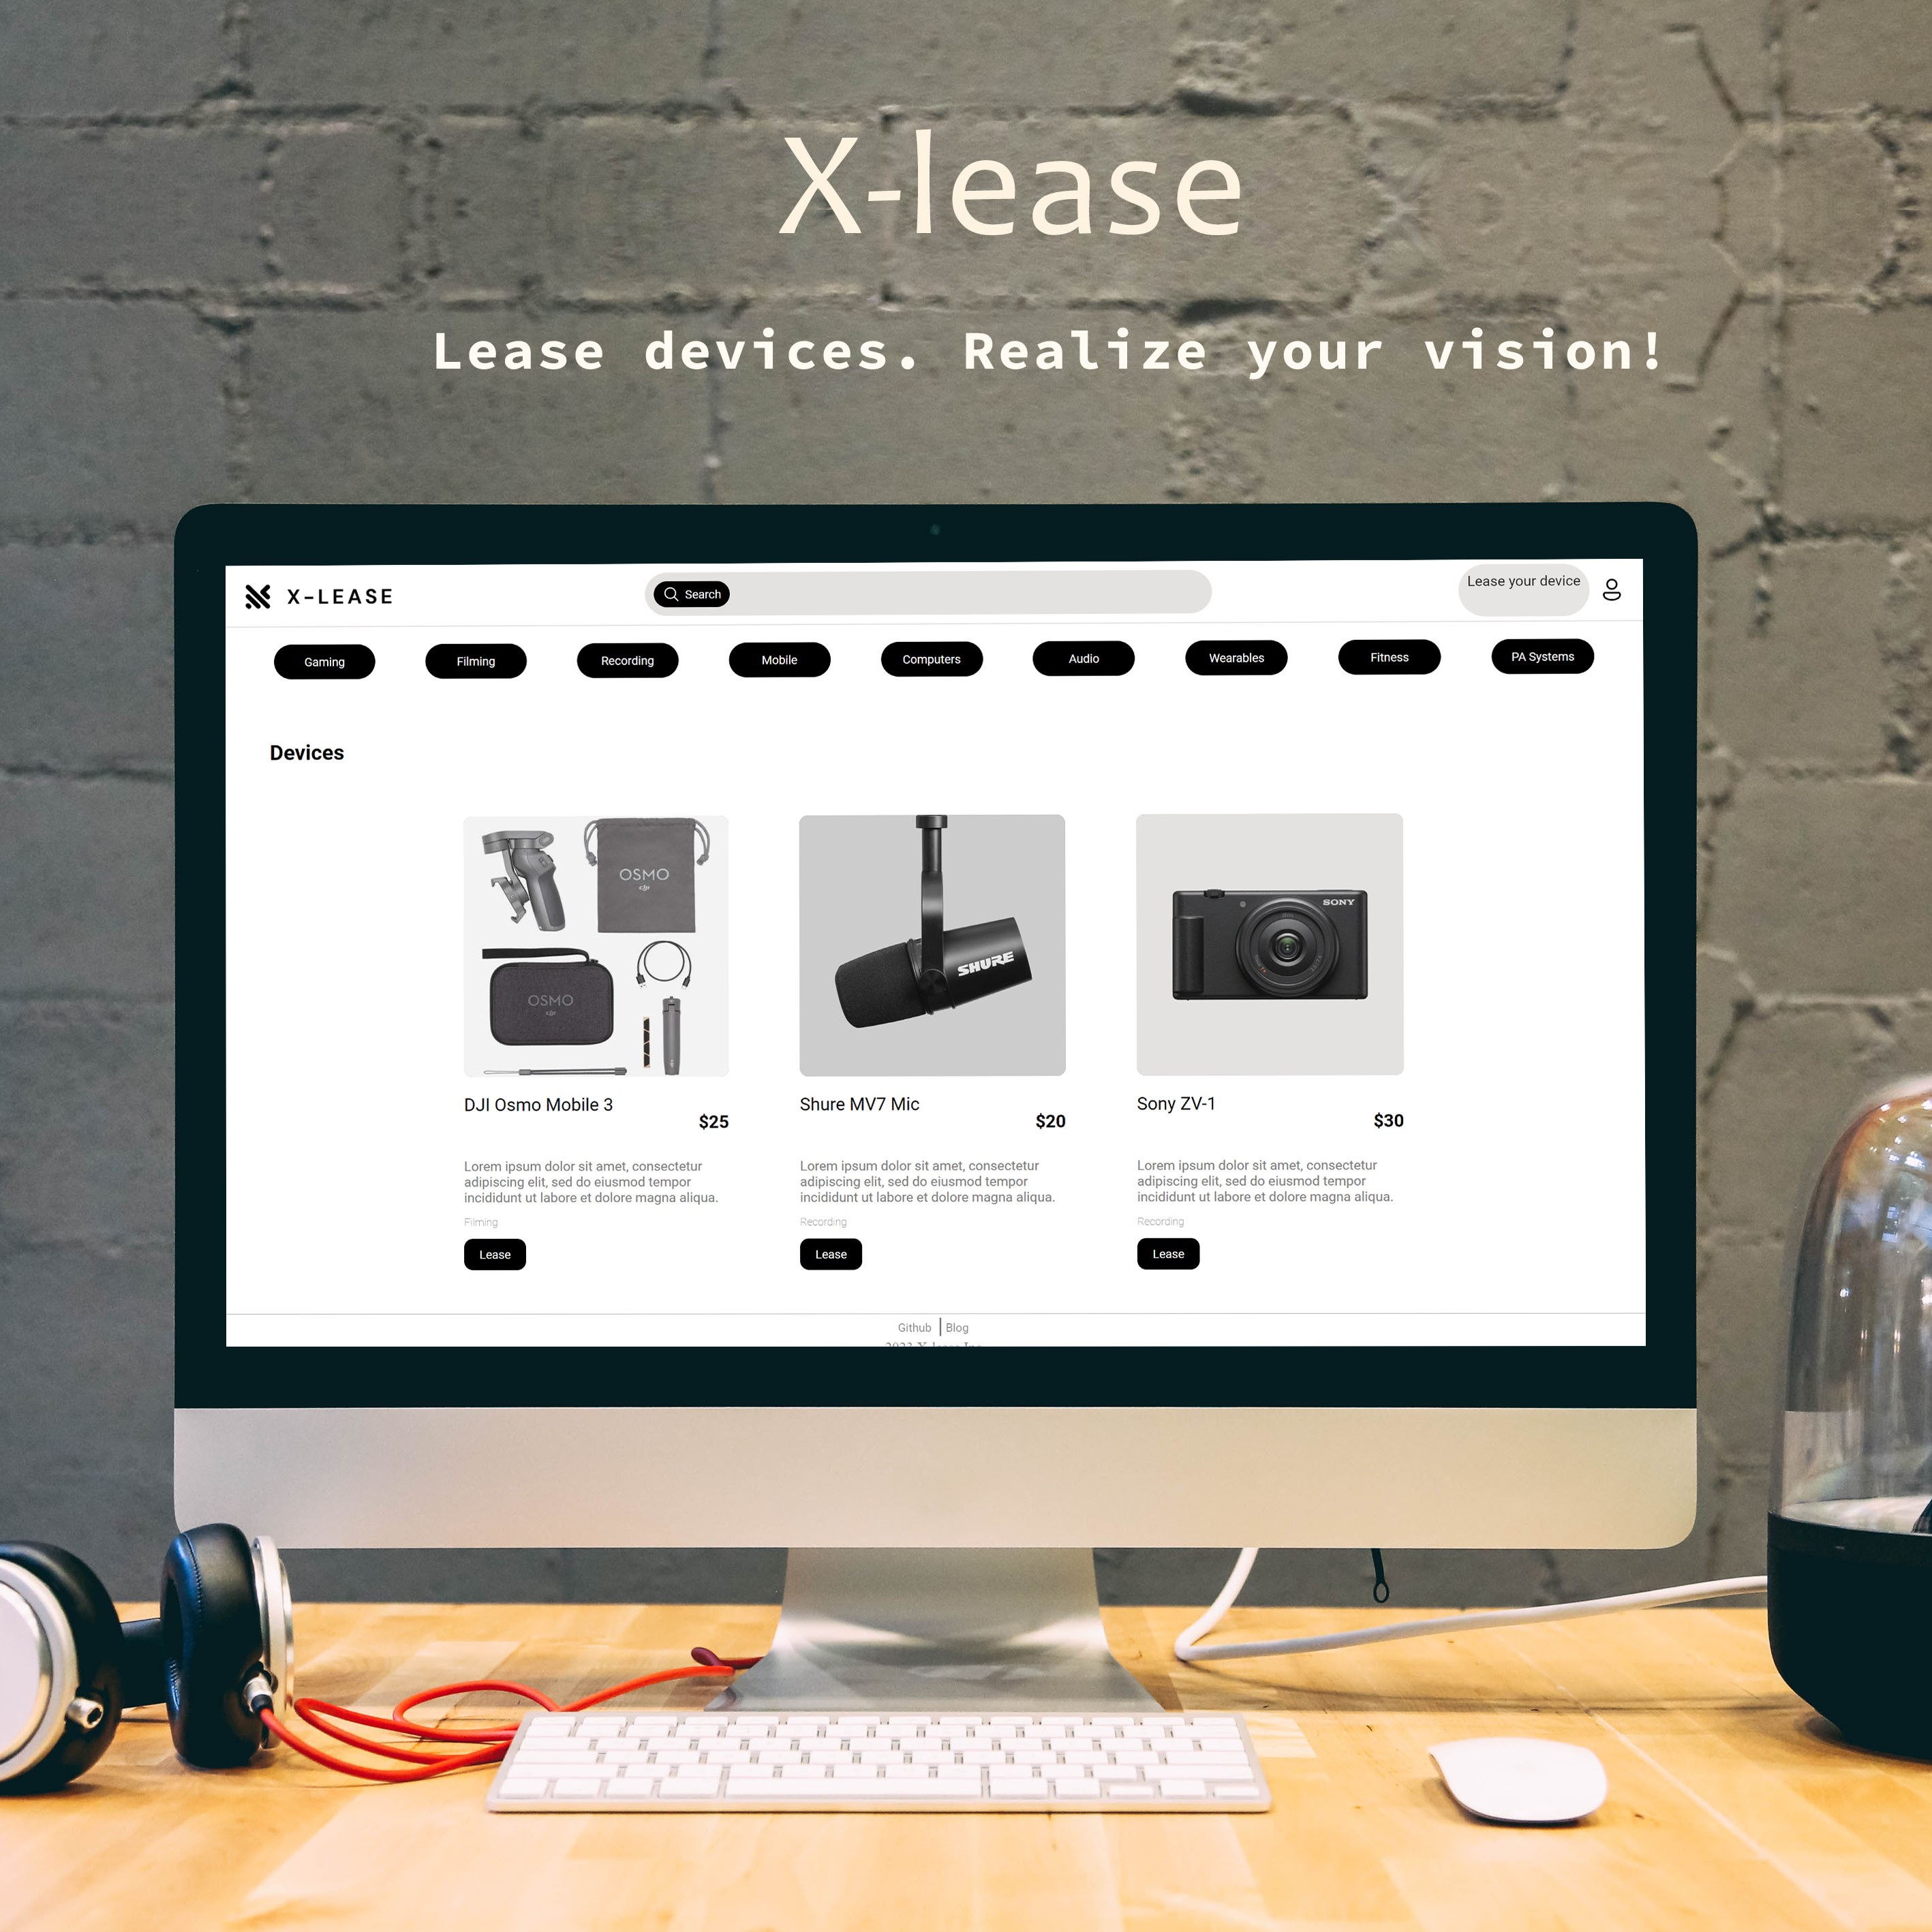 X-lease
Lease devices. Realize your vision!
X-LEASE
Search
Lease your device
Gaming
Filming
Recording
Mobile
Computers
Audio
Wearables
Fitness
PA Systems
Devices
OSMO
dji
OSMO
dji
SHURE
SONY
DJI Osmo Mobile 3
$25
Lorem ipsum dolor sit amet, consectetur
adipiscing elit, sed do eiusmod tempor
incididunt ut labore et dolore magna aliqua.
Filming
Lease
Shure MV7 Mic
$20
Lorem ipsum dolor sit amet, consectetur
adipiscing elit, sed do eiusmod tempor
incididunt ut labore et dolore magna aliqua.
Recording
Lease
Sony ZV-1
$30
Lorem ipsum dolor sit amet, consectetur
adipiscing elit, sed do eiusmod tempor
incididunt ut labore et dolore magna aliqua.
Recording
Lease
Github
Blog